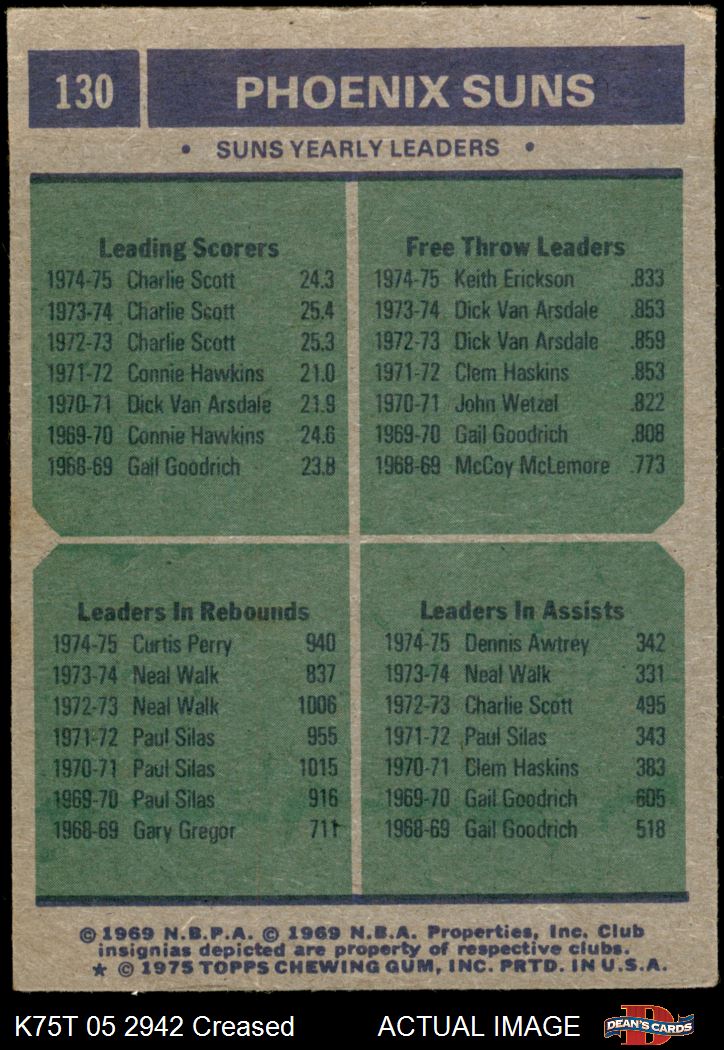 130 PHOENIX SUNS
• SUNS YEARLY LEADERS •
Leading Scorers
1974-75 Charlie Scott 24.3
1973-74 Charlie Scott 25.4
1972-73 Charlie Scott 25.3
1971-72 Connie Hawkins 21.0
1970-71 Dick Van Arsdale 21.9
1969-70 Connie Hawkins 24.6
1968-69 Gail Goodrich 23.8
Free Throw Leaders
1974-75 Keith Erickson .833
1973-74 Dick Van Arsdale .853
1972-73 Dick Van Arsdale .859
1971-72 Clem Haskins .853
1970-71 John Wetzel .822
1969-70 Gail Goodrich .808
1968-69 McCoy McLemore .773
Leaders In Rebounds
1974-75 Curtis Perry 940
1973-74 Neal Walk 837
1972-73 Neal Walk 1006
1971-72 Paul Silas 955
1970-71 Paul Silas 1015
1969-70 Paul Silas 916
1968-69 Gary Gregor 711
Leaders In Assists
1974-75 Dennis Awtrey 342
1973-74 Neal Walk 331
1972-73 Charlie Scott 495
1971-72 Paul Silas 343
1970-71 Clem Haskins 383
1969-70 Gail Goodrich 605
1968-69 Gail Goodrich 518
© 1969 N.B.P.A. © 1969 N.B.A. Properties, Inc. Club
insignias depicted are property of respective clubs.
★ © 1975 TOPPS CHEWING GUM, INC. PRTD. IN U.S.A.
K75T 05 2942 Creased ACTUAL IMAGE
D
DEAN'S CARDS